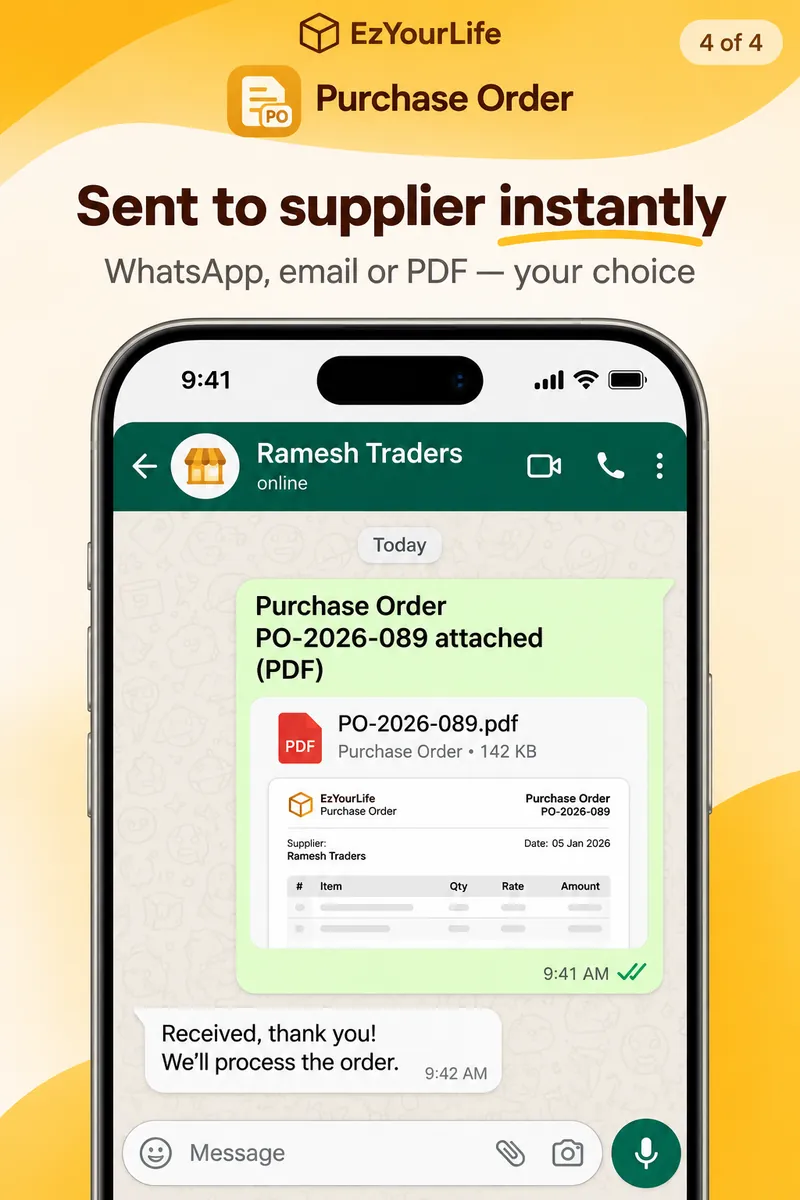 EzYourLife
4 of 4
PO
Purchase Order
Sent to supplier instantly
WhatsApp, email or PDF — your choice
9:41
Ramesh Traders
online
Today
Purchase Order
PO-2026-089 attached
(PDF)
PDF
PO-2026-089.pdf
Purchase Order • 142 KB
EzYourLife
Purchase Order
Purchase Order
PO-2026-089
Supplier:
Ramesh Traders
Date: 05 Jan 2026
# Item Qty Rate Amount
9:41 AM
Received, thank you!
We’ll process the order.
9:42 AM
Message